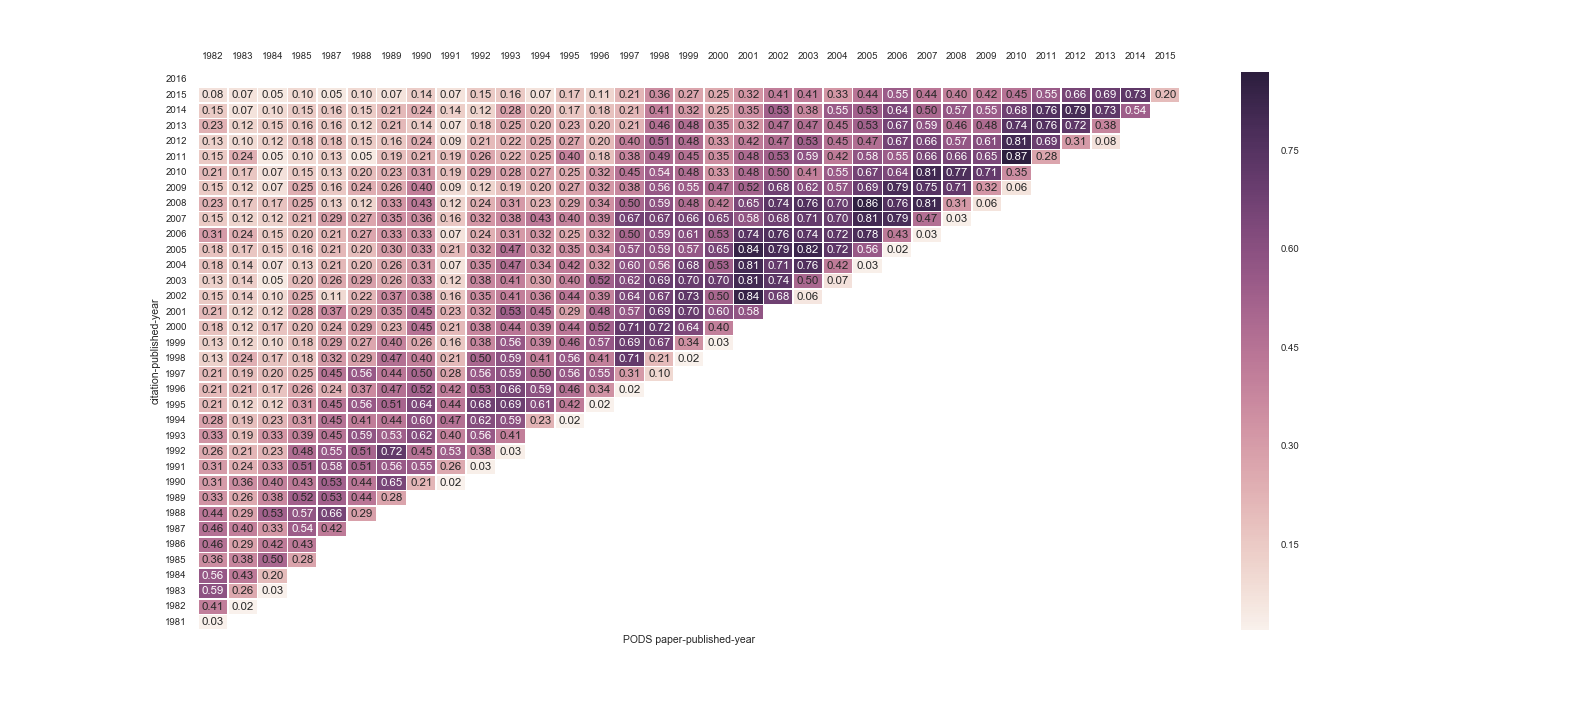 1982 1983 1984 1985 1987 1988 1989 1990 1991 1992 1993 1994 1995 1996 1997 1998 1999 2000 2001 2002 2003 2004 2005 2006 2007 2008 2009 2010 2011 2012 2013 2014 2015
2016
2015 0.08 0.07 0.05 0.10 0.05 0.10 0.07 0.14 0.07 0.15 0.16 0.07 0.17 0.11 0.21 0.36 0.27 0.25 0.32 0.41 0.41 0.33 0.44 0.55 0.44 0.40 0.42 0.45 0.55 0.66 0.69 0.73 0.20
2014 0.15 0.07 0.10 0.15 0.16 0.15 0.21 0.24 0.14 0.12 0.28 0.20 0.17 0.18 0.21 0.41 0.32 0.25 0.35 0.53 0.38 0.55 0.53 0.64 0.50 0.57 0.55 0.68 0.76 0.79 0.73 0.54
2013 0.23 0.12 0.15 0.16 0.16 0.12 0.21 0.14 0.07 0.18 0.25 0.20 0.23 0.20 0.21 0.46 0.48 0.35 0.32 0.47 0.47 0.45 0.53 0.67 0.59 0.46 0.48 0.74 0.76 0.72 0.38
2012 0.13 0.10 0.12 0.18 0.18 0.15 0.16 0.24 0.09 0.21 0.22 0.25 0.27 0.20 0.40 0.51 0.48 0.33 0.42 0.47 0.53 0.45 0.47 0.67 0.66 0.57 0.61 0.81 0.69 0.31 0.08
2011 0.15 0.24 0.05 0.10 0.13 0.05 0.19 0.21 0.19 0.26 0.22 0.25 0.40 0.18 0.38 0.49 0.45 0.35 0.48 0.53 0.59 0.42 0.58 0.55 0.66 0.66 0.65 0.87 0.28
2010 0.21 0.17 0.07 0.15 0.13 0.20 0.23 0.31 0.19 0.29 0.28 0.27 0.25 0.32 0.45 0.54 0.48 0.33 0.48 0.50 0.41 0.55 0.67 0.64 0.81 0.77 0.71 0.35
2009 0.15 0.12 0.07 0.25 0.16 0.24 0.26 0.40 0.09 0.12 0.19 0.20 0.27 0.32 0.38 0.56 0.55 0.47 0.52 0.68 0.62 0.57 0.69 0.79 0.75 0.71 0.32 0.06
2008 0.23 0.17 0.17 0.25 0.13 0.12 0.33 0.43 0.12 0.24 0.31 0.23 0.29 0.34 0.50 0.59 0.48 0.42 0.65 0.74 0.76 0.70 0.86 0.76 0.81 0.31 0.06
2007 0.15 0.12 0.12 0.21 0.29 0.27 0.35 0.36 0.16 0.32 0.38 0.43 0.40 0.39 0.67 0.67 0.66 0.65 0.58 0.68 0.71 0.70 0.81 0.79 0.47 0.03
2006 0.31 0.24 0.15 0.20 0.21 0.27 0.33 0.33 0.07 0.24 0.31 0.32 0.25 0.32 0.50 0.59 0.61 0.53 0.74 0.76 0.74 0.72 0.78 0.43 0.03
2005 0.18 0.17 0.15 0.16 0.21 0.20 0.30 0.33 0.21 0.32 0.47 0.32 0.35 0.34 0.57 0.59 0.57 0.65 0.84 0.79 0.82 0.72 0.56 0.02
2004 0.18 0.14 0.07 0.13 0.21 0.20 0.26 0.31 0.07 0.35 0.47 0.34 0.42 0.32 0.60 0.56 0.68 0.53 0.81 0.71 0.76 0.42 0.03
2003 0.13 0.14 0.05 0.20 0.26 0.29 0.26 0.33 0.12 0.38 0.41 0.30 0.40 0.52 0.62 0.69 0.70 0.70 0.81 0.74 0.50 0.07
2002 0.15 0.14 0.10 0.25 0.11 0.22 0.37 0.38 0.16 0.35 0.41 0.36 0.44 0.39 0.64 0.67 0.73 0.50 0.84 0.68 0.06
2001 0.21 0.12 0.12 0.28 0.37 0.29 0.35 0.45 0.23 0.32 0.53 0.45 0.29 0.48 0.57 0.69 0.70 0.60 0.58
2000 0.18 0.12 0.17 0.20 0.24 0.29 0.23 0.45 0.21 0.38 0.44 0.39 0.44 0.52 0.71 0.72 0.64 0.40
1999 0.13 0.12 0.10 0.18 0.29 0.27 0.40 0.26 0.16 0.38 0.56 0.39 0.46 0.57 0.69 0.67 0.34 0.03
1998 0.13 0.24 0.17 0.18 0.32 0.29 0.47 0.40 0.21 0.50 0.59 0.41 0.56 0.41 0.71 0.21 0.02
1997 0.21 0.19 0.20 0.25 0.45 0.56 0.44 0.50 0.28 0.56 0.59 0.50 0.56 0.55 0.31 0.10
1996 0.21 0.21 0.17 0.26 0.24 0.37 0.47 0.52 0.42 0.53 0.66 0.59 0.46 0.34 0.02
1995 0.21 0.12 0.12 0.31 0.45 0.56 0.51 0.64 0.44 0.68 0.69 0.61 0.42 0.02
1994 0.28 0.19 0.23 0.31 0.45 0.41 0.44 0.60 0.47 0.62 0.59 0.23 0.02
1993 0.33 0.19 0.33 0.39 0.45 0.59 0.53 0.62 0.40 0.56 0.41
1992 0.26 0.21 0.23 0.48 0.55 0.51 0.72 0.45 0.53 0.38 0.03
1991 0.31 0.24 0.33 0.51 0.58 0.51 0.56 0.55 0.26 0.03
1990 0.31 0.36 0.40 0.43 0.53 0.44 0.65 0.21 0.02
1989 0.33 0.26 0.38 0.52 0.53 0.44 0.28
1988 0.44 0.29 0.53 0.57 0.66 0.29
1987 0.46 0.40 0.33 0.54 0.42
1986 0.46 0.29 0.42 0.43
1985 0.36 0.38 0.50 0.28
1984 0.56 0.43 0.20
1983 0.59 0.26 0.03
1982 0.41 0.02
1981 0.03
citation-published-year
PODS paper-published-year
0.75
0.60
0.45
0.30
0.15